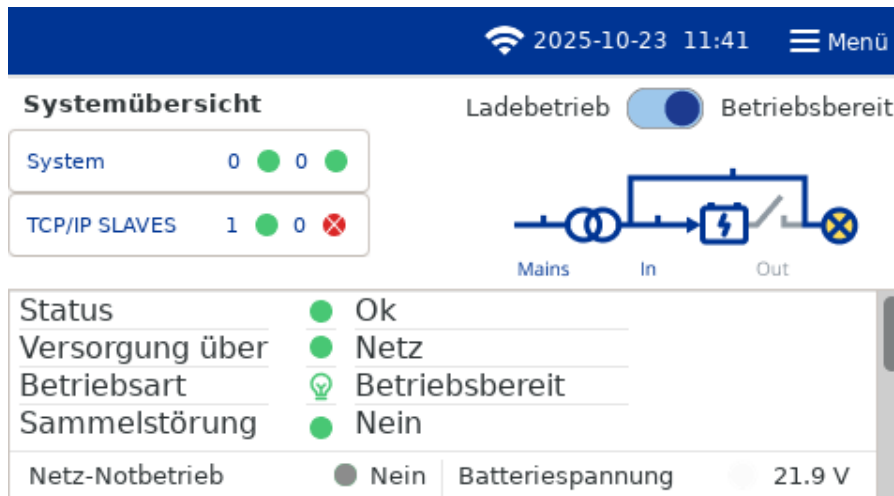 2025-10-23 11:41 Menü
Systemübersicht
Ladebetrieb Betriebsbereit
System 0 0
TCP/IP SLAVES 1 0
Mains In Out
Status Ok
Versorgung über Netz
Betriebsart Betriebsbereit
Sammelstörung Nein
Netz-Notbetrieb Nein Batteriespannung 21.9 V